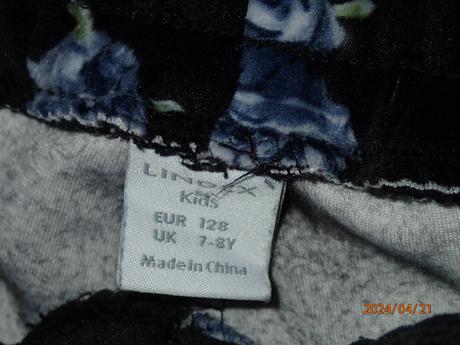 LINDEX
Kids
EUR 128
UK 7-8Y
Made in China
2024/04/21